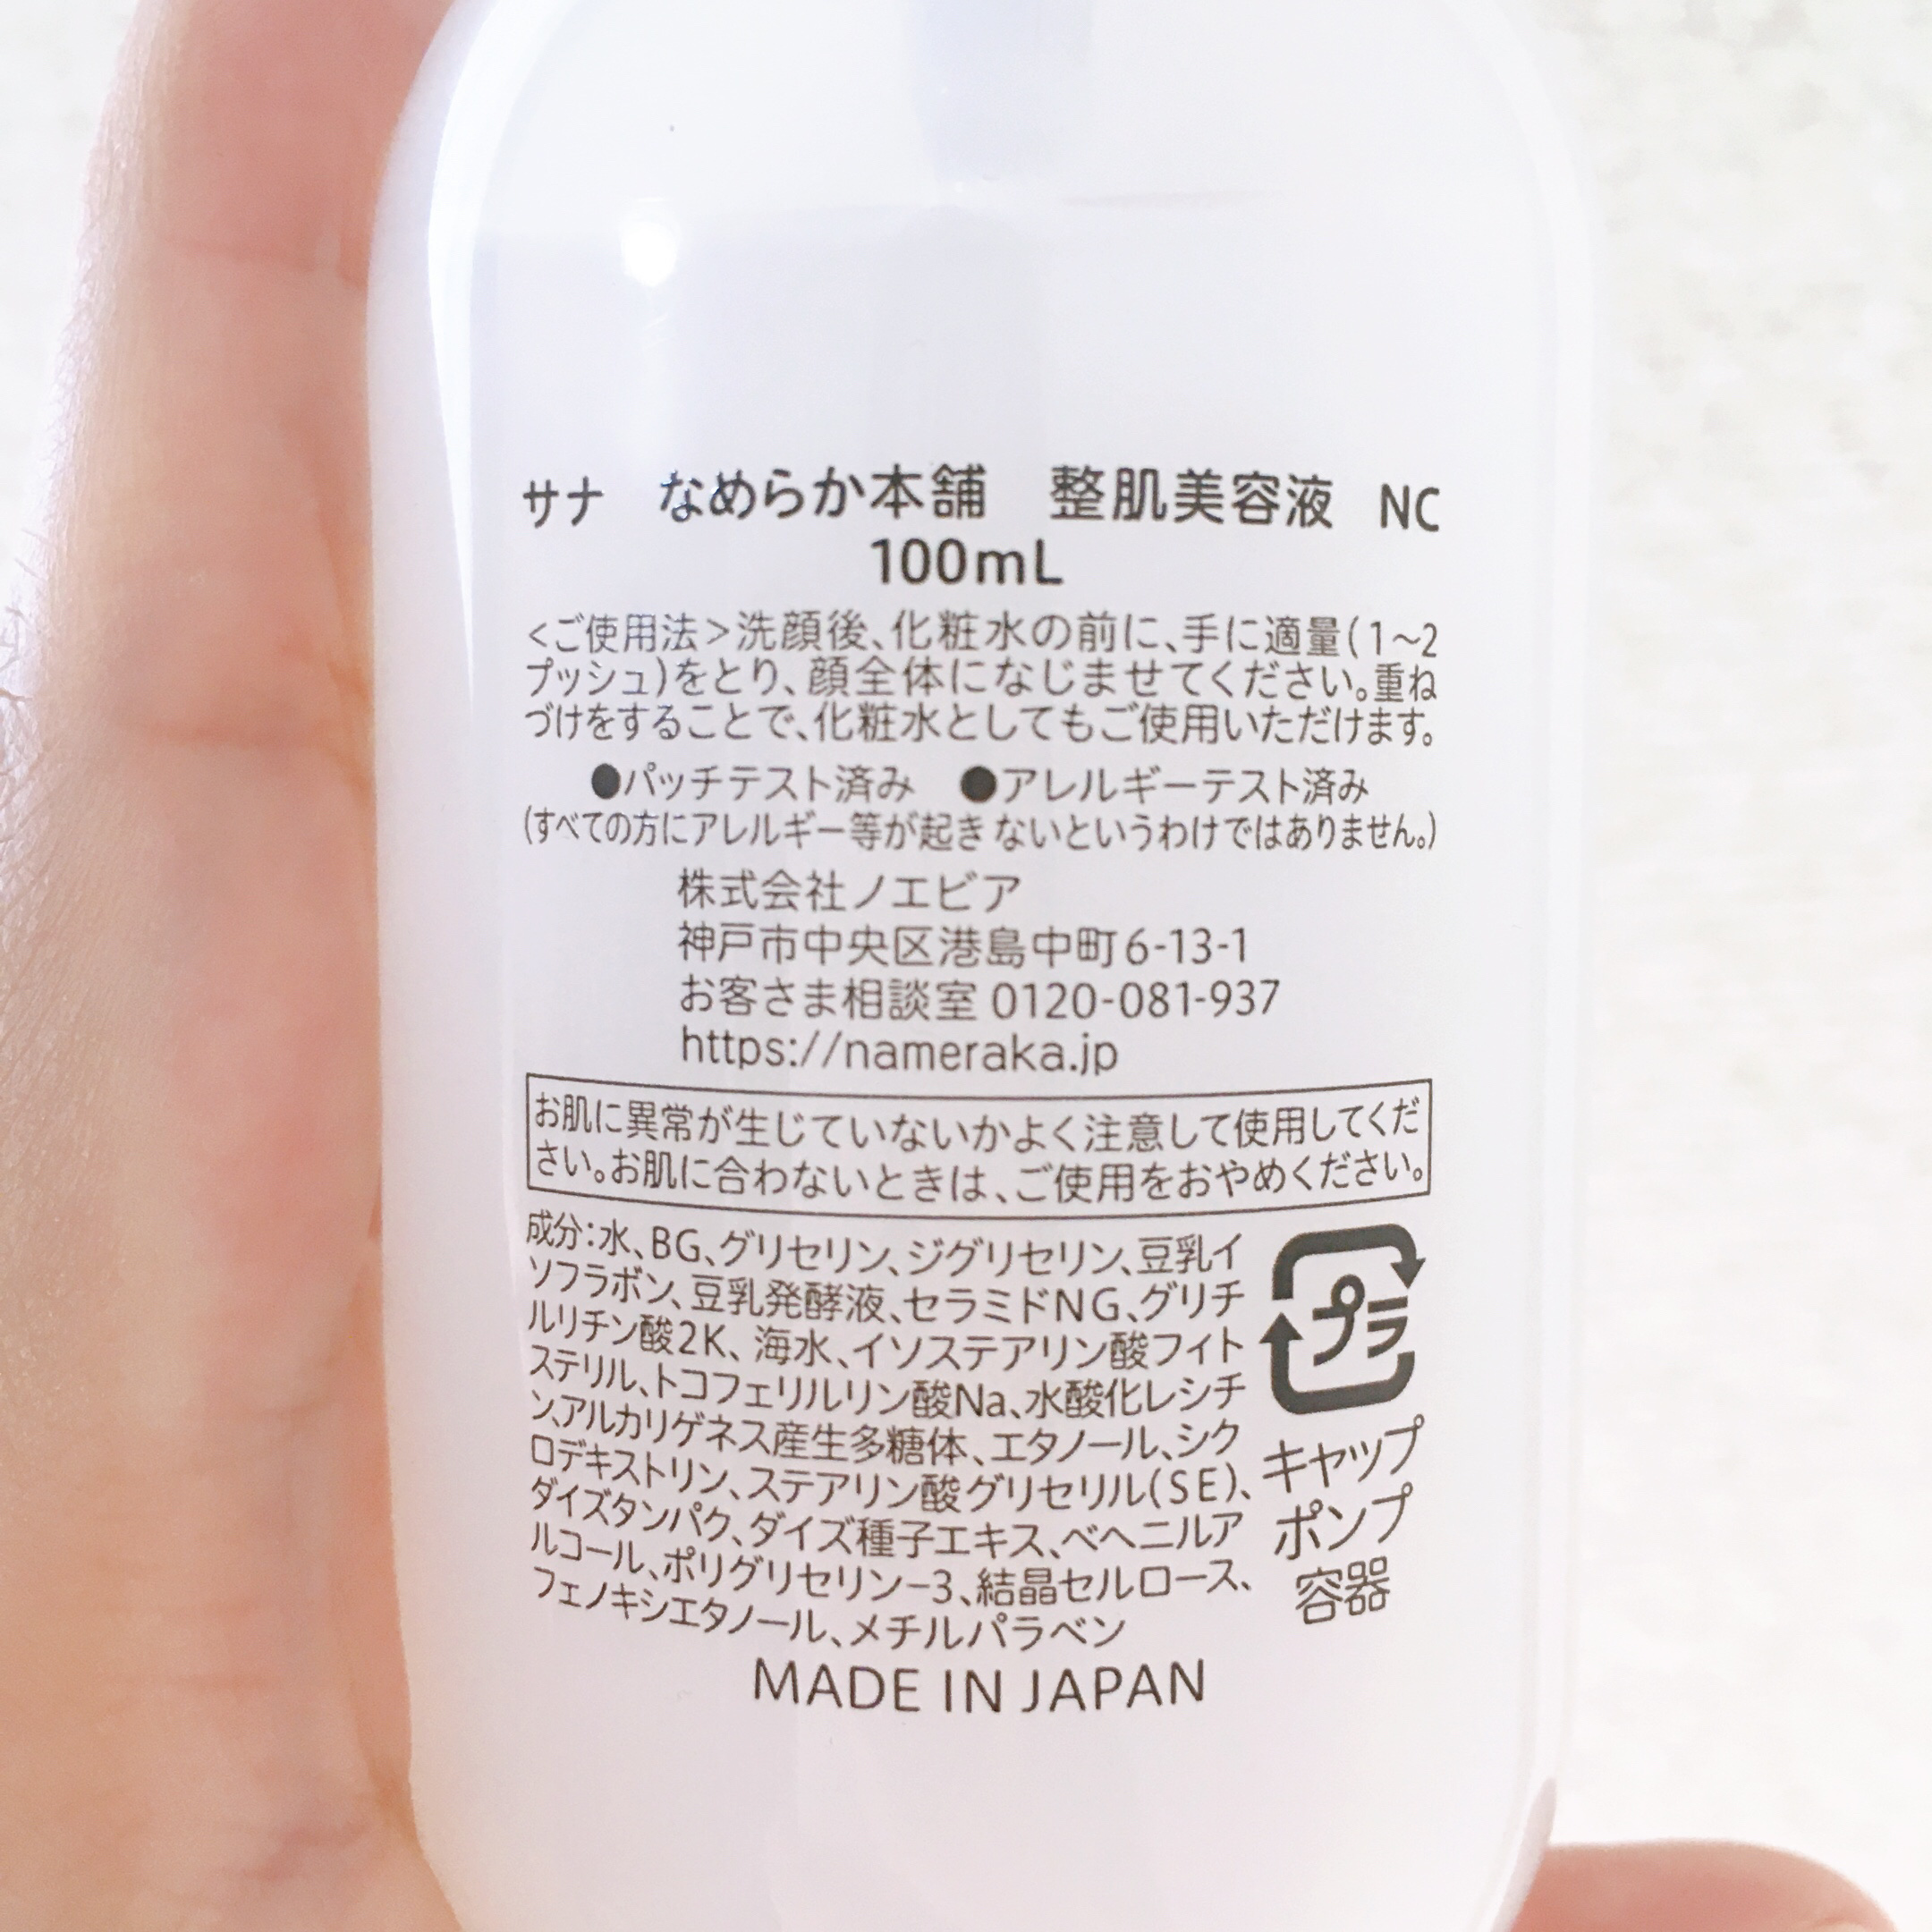 サナ なめらか本舗 整肌美容液 NC
100mL
<ご使用法>洗顔後、化粧水の前に、手に適量(1~2
プッシュ)をとり、顔全体になじませてください。重ね
づけをすることで、化粧水としてもご使用いただけます。
●パッチテスト済み ●アレルギーテスト済み
(すべての方にアレルギー等が起きないというわけではありません。)
株式会社ノエビア
神戸市中央区港島中町6-13-1
お客さま相談室 0120-081-937
https://nameraka.jp
お肌に異常が生じていないかよく注意して使用してくだ
さい。お肌に合わないときは、ご使用をおやめください。
成分:水、BG、グリセリン、ジグリセリン、豆乳イ
ソフラボン、豆乳発酵液、セラミドNG、グリチ
ルリチン酸2K、海水、イソステアリン酸フィト
ステリル、トコフェリルリン酸Na、水酸化レシチ
ン、アルカリゲネス産生多糖体、エタノール、シク
ロデキストリン、ステアリン酸グリセリル(SE)、
ダイズタンパク、ダイズ種子エキス、ベヘニルア
ルコール、ポリグリセリン-3、結晶セルロース、
フェノキシエタノール、メチルパラベン
プラ
キャップ
ポンプ
容器
MADE IN JAPAN